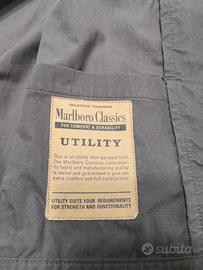 REGISTERED TRADEMARK
Marlboro Classics
FOR COMFORT & DURABILITY
UTILITY
This is an Utility style garment from
The Marlboro Classics collection.
Its fabric and manufacturing quality
is tested and guaranteed to give you
extra comfort and full satisfaction.
UTILITY SUITS YOUR REQUIREMENTS
FOR STRENGTH AND FUNCTIONALITY
subito